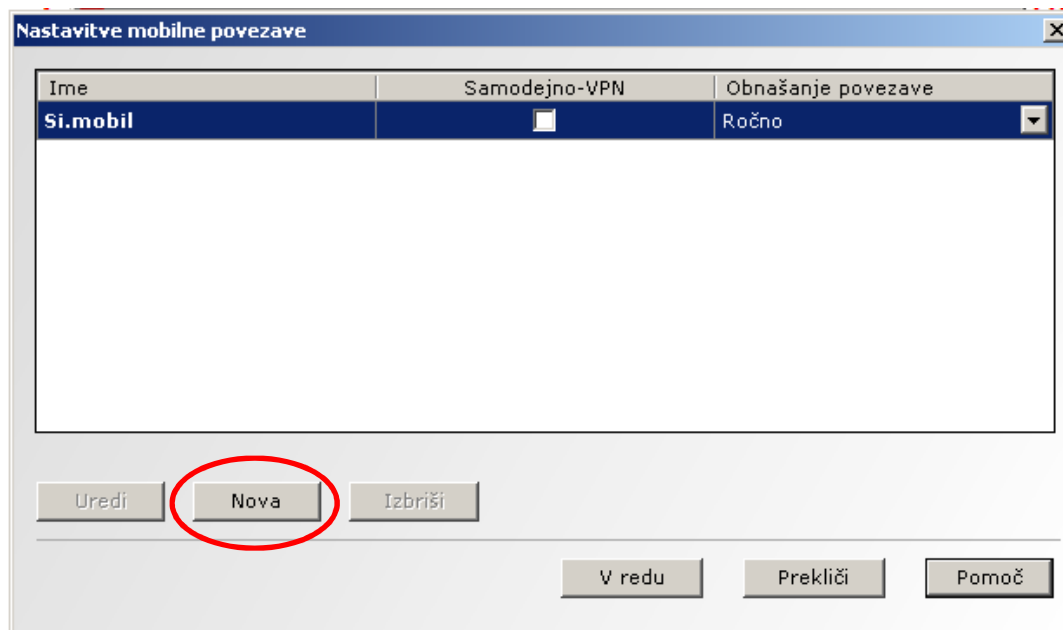 Nastavitve mobilne povezave
Ime Samodejno-VPN Obnašanje povezave
Si.mobil Ročno
Uredi Nova Izbriši
V redu Prekliči Pomoč